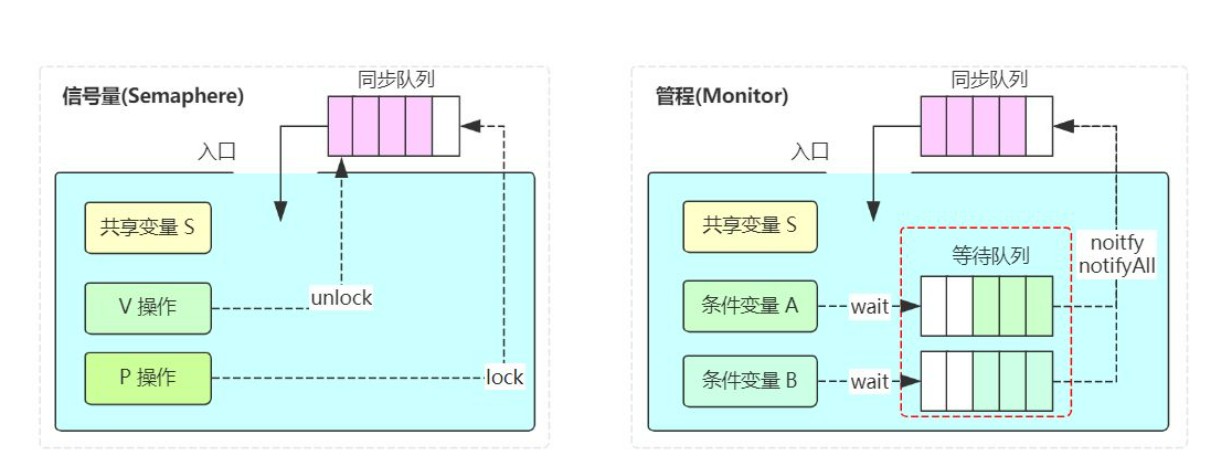 信号量(Semaphere)
同步队列
入口
共享变量 S
V 操作
unlock
P 操作
lock
管程(Monitor)
同步队列
入口
共享变量 S
等待队列
noitfy
notifyAll
条件变量 A
wait
条件变量 B
wait